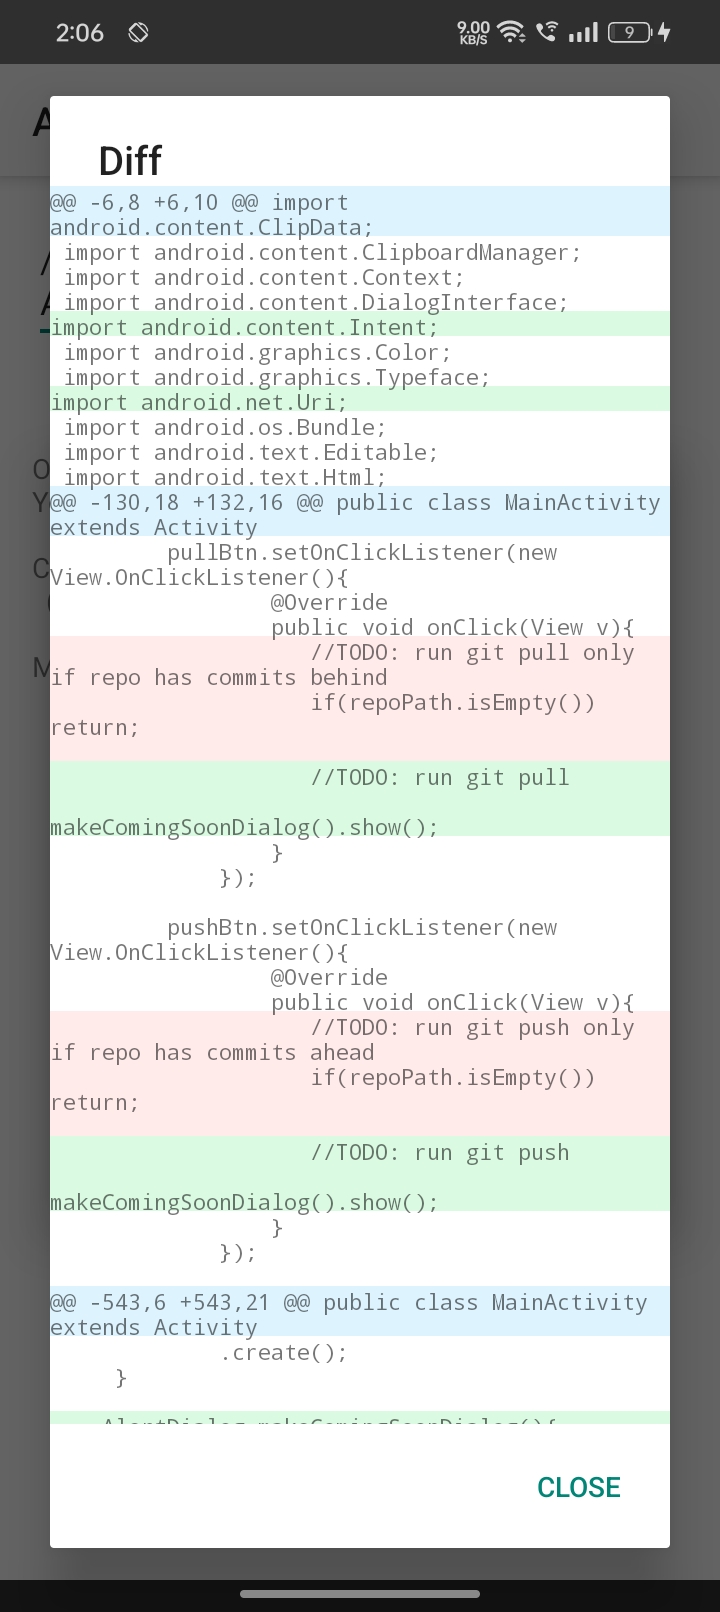 2:06
9.00
KB/S
9
Diff
@@ -6,8 +6,10 @@ import
android.content.ClipData;
import android.content.ClipboardManager;
import android.content.Context;
import android.content.DialogInterface;
import android.content.Intent;
import android.graphics.Color;
import android.graphics.Typeface;
import android.net.Uri;
import android.os.Bundle;
import android.text.Editable;
import android.text.Html;
@@ -130,18 +132,16 @@ public class MainActivity
extends Activity
pullBtn.setOnClickListener(new
View.OnClickListener(){
@Override
public void onClick(View v){
//TODO: run git pull only
if repo has commits behind
if(repoPath.isEmpty())
return;
//TODO: run git pull
makeComingSoonDialog().show();
}
});
pushBtn.setOnClickListener(new
View.OnClickListener(){
@Override
public void onClick(View v){
//TODO: run git push only
if repo has commits ahead
if(repoPath.isEmpty())
return;
//TODO: run git push
makeComingSoonDialog().show();
}
});
@@ -543,6 +543,21 @@ public class MainActivity
extends Activity
.create();
}
AlertDialog makeComingSoonDialog(){
CLOSE